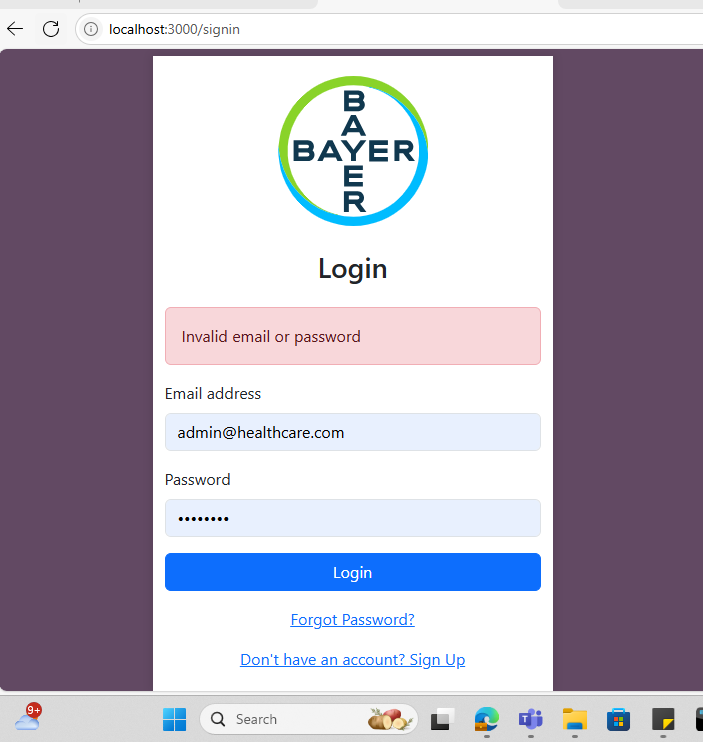 localhost:3000/signin
B
A
BAYER
E
R
Login
Invalid email or password
Email address
admin@healthcare.com
Password
••••••••
Login
Forgot Password?
Don't have an account? Sign Up
9+
Search